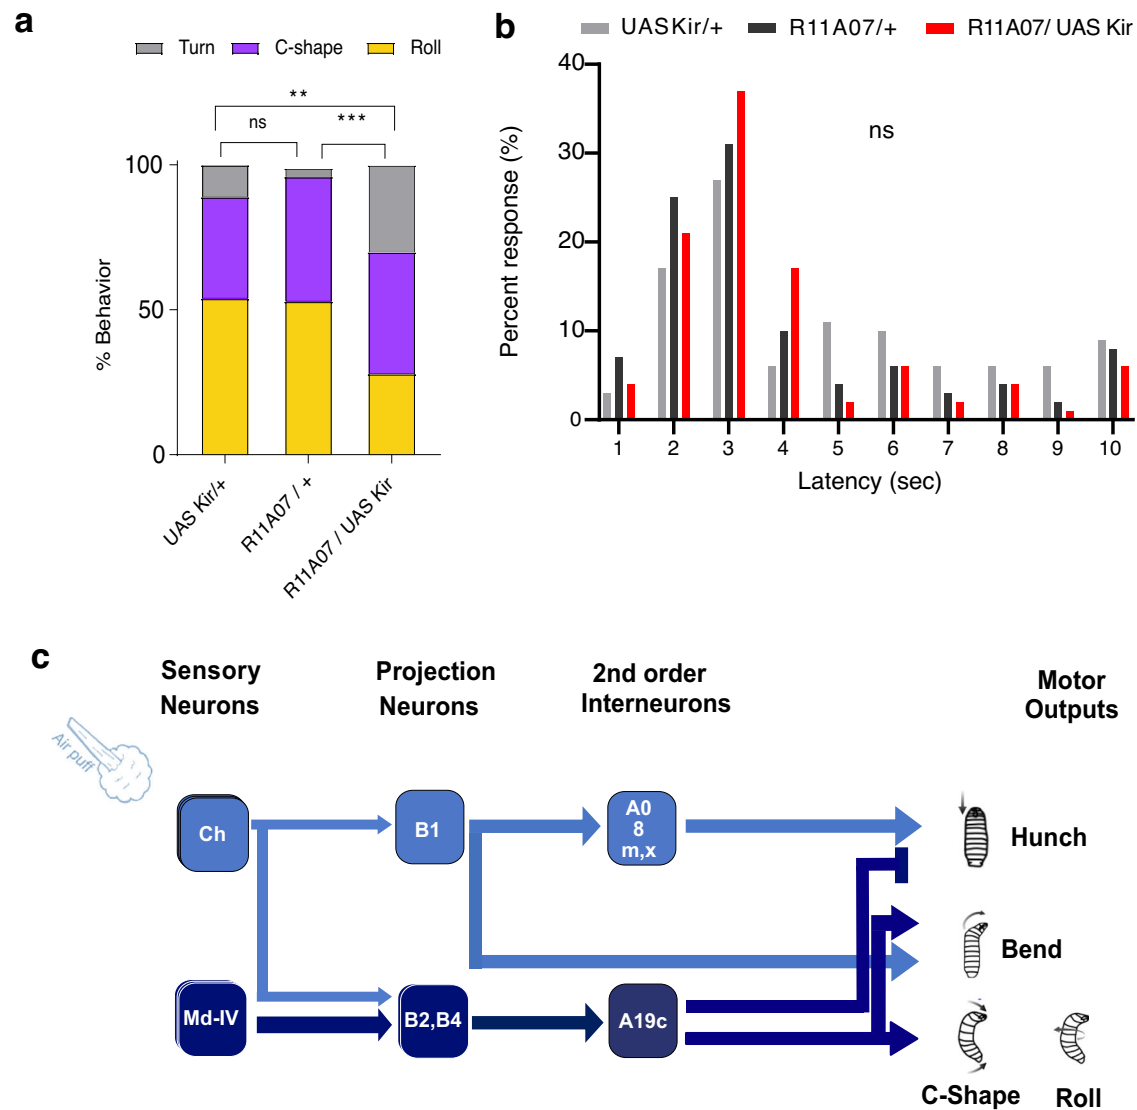 a
Turn C-shape Roll
**
ns ***
% Behavior
100
50
0
UAS Kir/+
R11A07 / +
R11A07 / UAS Kir
b
UASKir/+ R11A07/+ R11A07/ UAS Kir
Percent response (%)
40
30
20
10
0
ns
1 2 3 4 5 6 7 8 9 10
Latency (sec)
c
Sensory
Neurons
Projection
Neurons
2nd order
Interneurons
Motor
Outputs
Air puff
Ch
B1
A0
8
m,x
Hunch
Bend
Md-IV
B2,B4
A19c
C-Shape
Roll